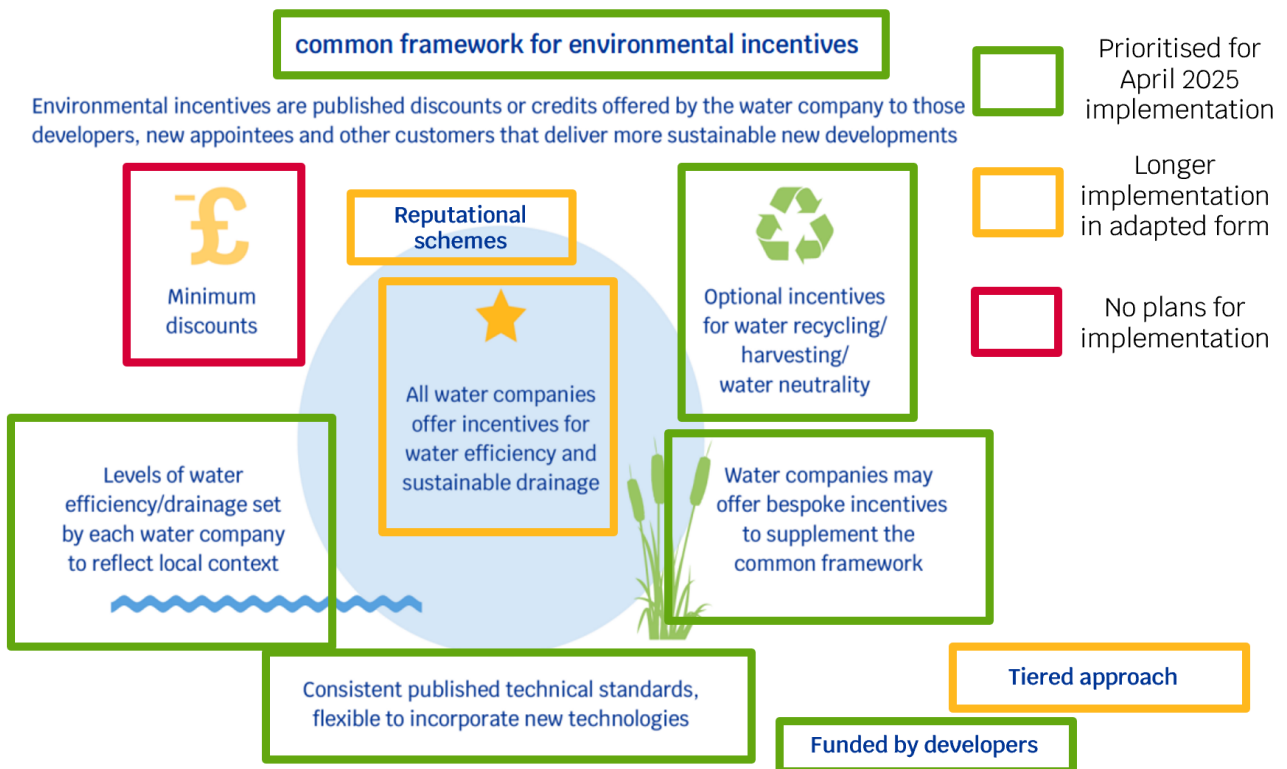 common framework for environmental incentives
Environmental incentives are published discounts or credits offered by the water company to those
developers, new appointees and other customers that deliver more sustainable new developments
Prioritised for
April 2025
implementation
Longer
implementation
in adapted form
No plans for
implementation
-£
Minimum
discounts
Reputational
schemes
All water companies
offer incentives for
water efficiency and
sustainable drainage
Optional incentives
for water recycling/
harvesting/
water neutrality
Levels of water
efficiency/drainage set
by each water company
to reflect local context
Water companies may
offer bespoke incentives
to supplement the
common framework
Consistent published technical standards,
flexible to incorporate new technologies
Tiered approach
Funded by developers